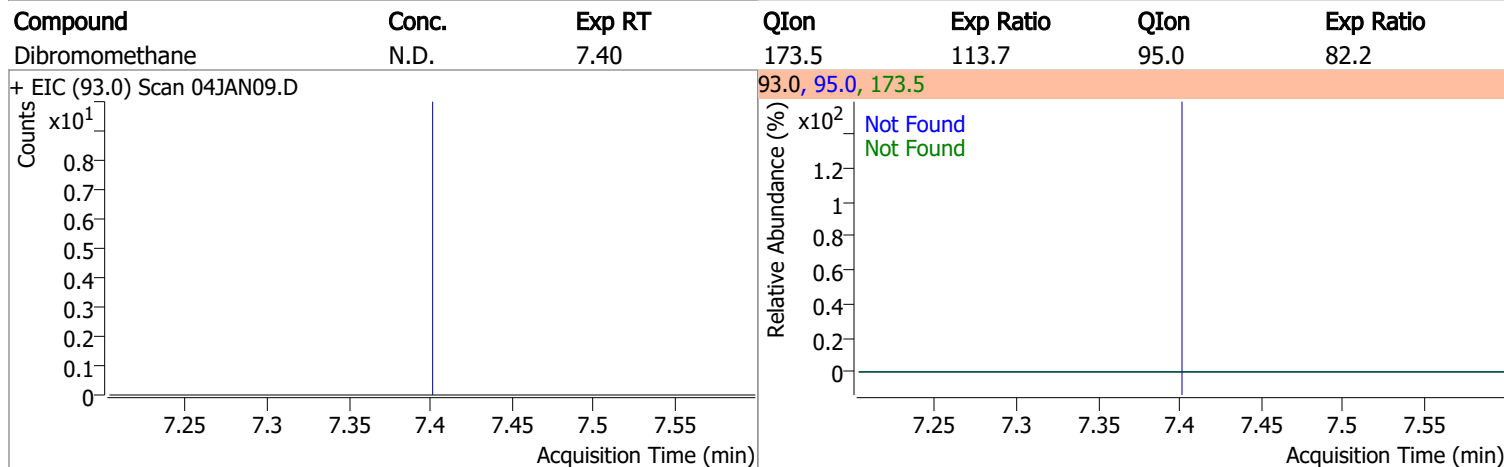 Compound Conc. Exp RT QIon Exp Ratio QIon Exp Ratio
Dibromomethane N.D. 7.40 173.5 113.7 95.0 82.2
+ EIC (93.0) Scan 04JAN09.D
Counts
x10¹
0.8
0.7
0.6
0.5
0.4
0.3
0.2
0.1
0
7.25 7.3 7.35 7.4 7.45 7.5 7.55
Acquisition Time (min)
93.0, 95.0, 173.5
Relative Abundance (%)
x10²
Not Found
Not Found
1.2
1
0.8
0.6
0.4
0.2
0
7.25 7.3 7.35 7.4 7.45 7.5 7.55
Acquisition Time (min)